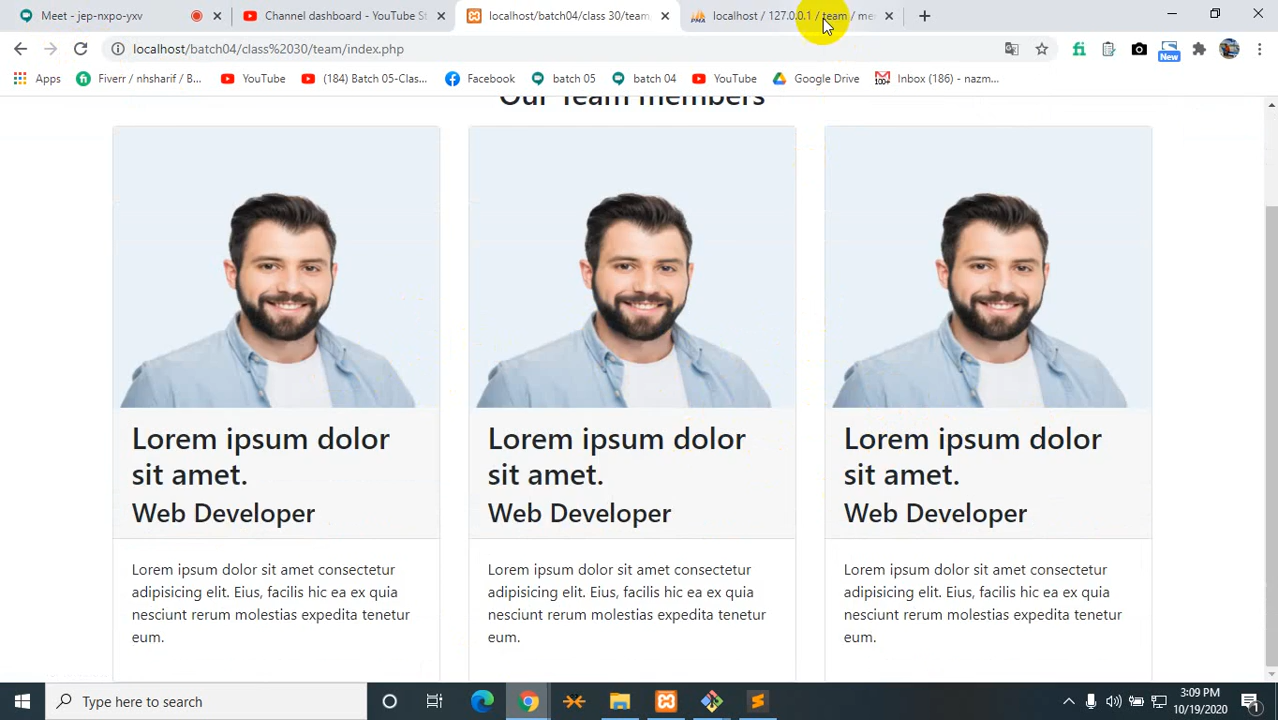 Meet - jep-nxpo-yxv
Channel dashboard - YouTube S
localhost/batch04/class 30/team
localhost / 127.0.0.1 / team / me
localhost/batch04/class%2030/team/index.php
New
Apps
Fiverr / nhsharif / B...
YouTube
(184) Batch 05-Clas...
Facebook
batch 05
batch 04
YouTube
Google Drive
100+
Inbox (186) - nazm...
Our Team members
Lorem ipsum dolor
sit amet.
Web Developer
Lorem ipsum dolor sit amet consectetur
adipisicing elit. Eius, facilis hic ea ex quia
nesciunt rerum molestias expedita tenetur
eum.
Lorem ipsum dolor
sit amet.
Web Developer
Lorem ipsum dolor sit amet consectetur
adipisicing elit. Eius, facilis hic ea ex quia
nesciunt rerum molestias expedita tenetur
eum.
Lorem ipsum dolor
sit amet.
Web Developer
Lorem ipsum dolor sit amet consectetur
adipisicing elit. Eius, facilis hic ea ex quia
nesciunt rerum molestias expedita tenetur
eum.
Type here to search
3:09 PM
10/19/2020
1